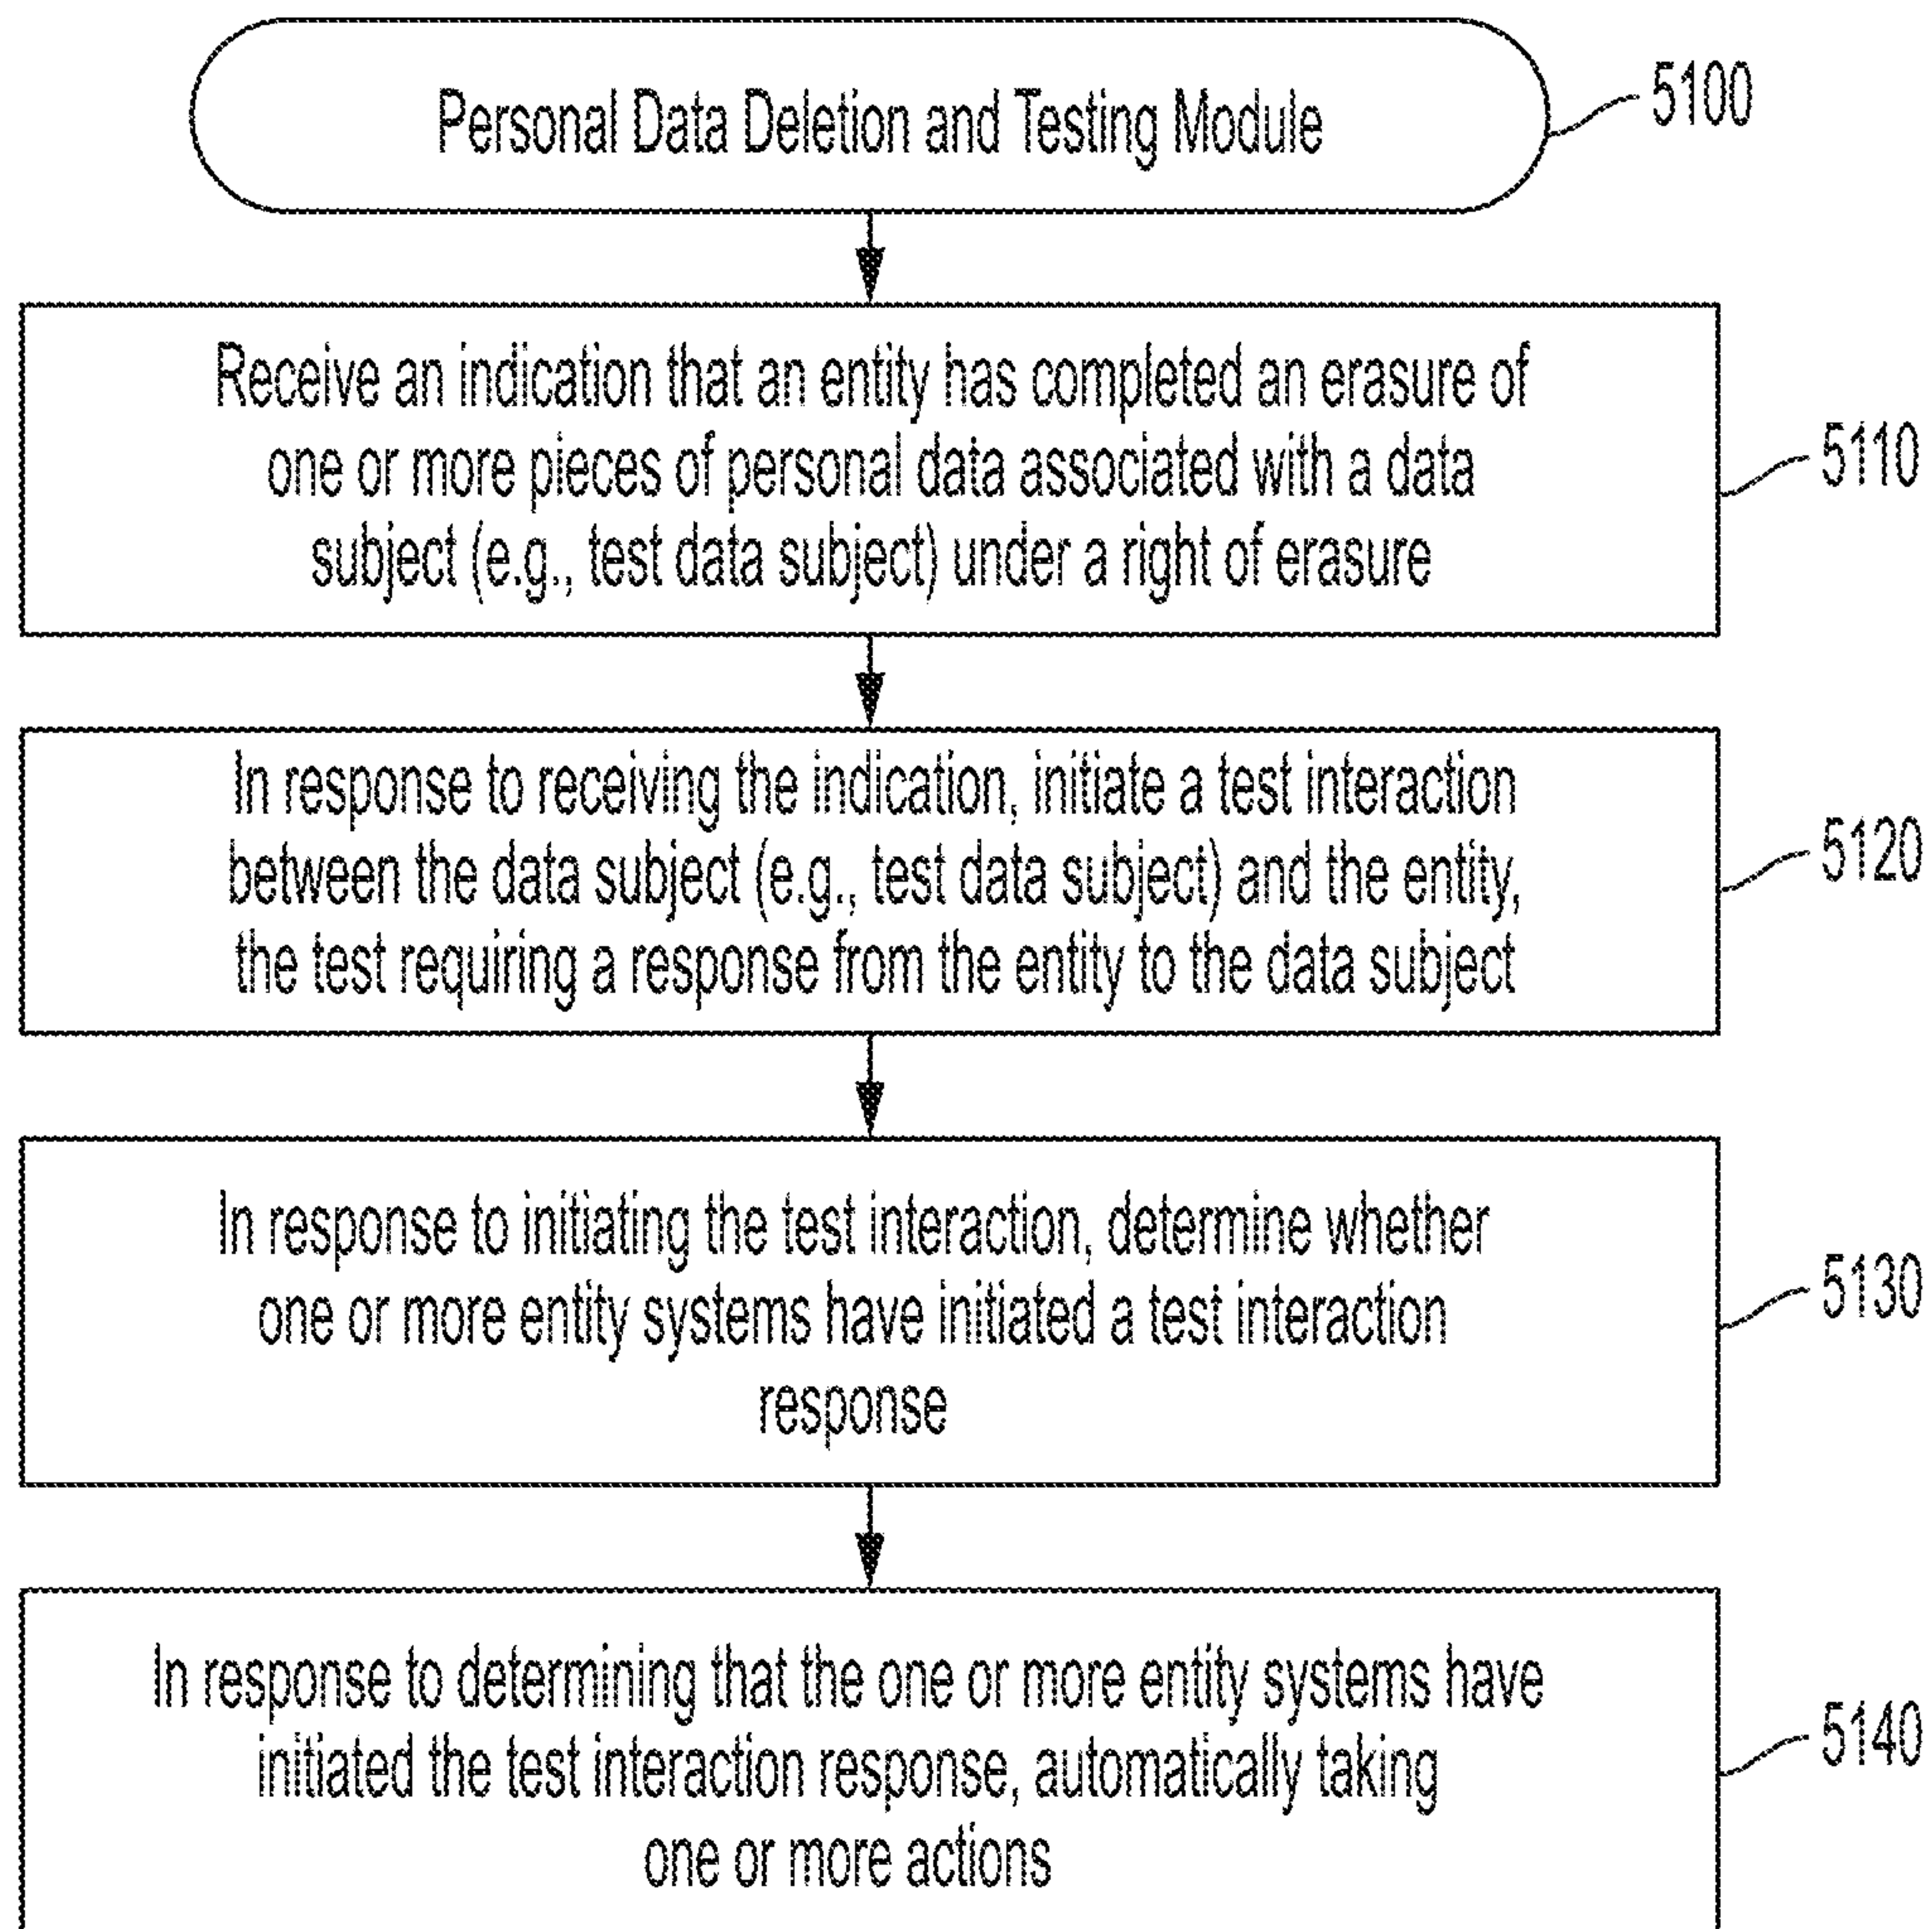 Personal Data Deletion and Testing Module
5100
Receive an indication that an entity has completed an erasure of
one or more pieces of personal data associated with a data
subject (e.g., test data subject) under a right of erasure
5110
In response to receiving the indication, initiate a test interaction
between the data subject (e.g., test data subject) and the entity,
the test requiring a response from the entity to the data subject
5120
In response to initiating the test interaction, determine whether
one or more entity systems have initiated a test interaction
response
5130
In response to determining that the one or more entity systems have
initiated the test interaction response, automatically taking
one or more actions
5140